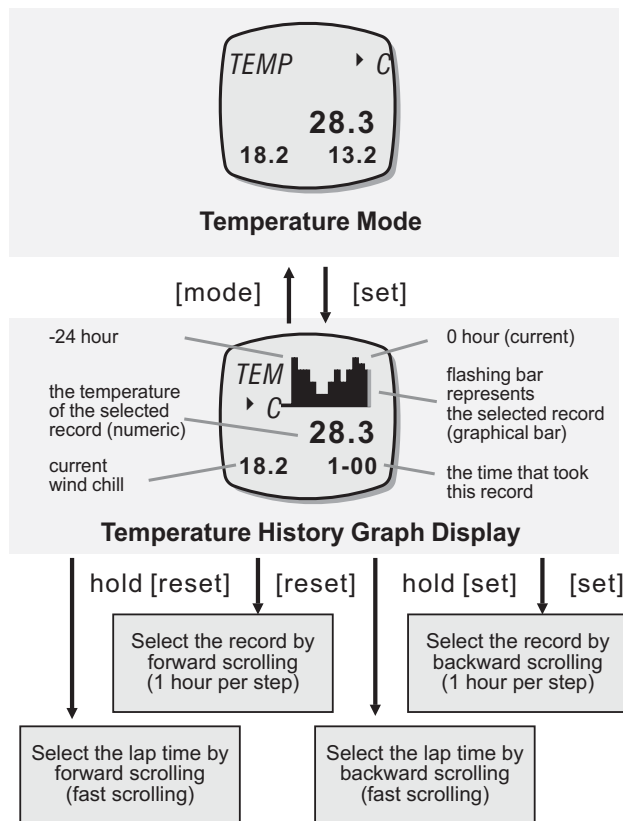 TEMP
C
28.3
18.2 13.2
Temperature Mode
[mode] [set]
-24 hour
0 hour (current)
TEM
C
the temperature
of the selected
record (numeric)
flashing bar
represents
the selected record
(graphical bar)
28.3
current
wind chill
18.2 1-00
the time that took
this record
Temperature History Graph Display
hold [reset] [reset] hold [set] [set]
Select the record by
forward scrolling
(1 hour per step)
Select the record by
backward scrolling
(1 hour per step)
Select the lap time by
forward scrolling
(fast scrolling)
Select the lap time by
backward scrolling
(fast scrolling)